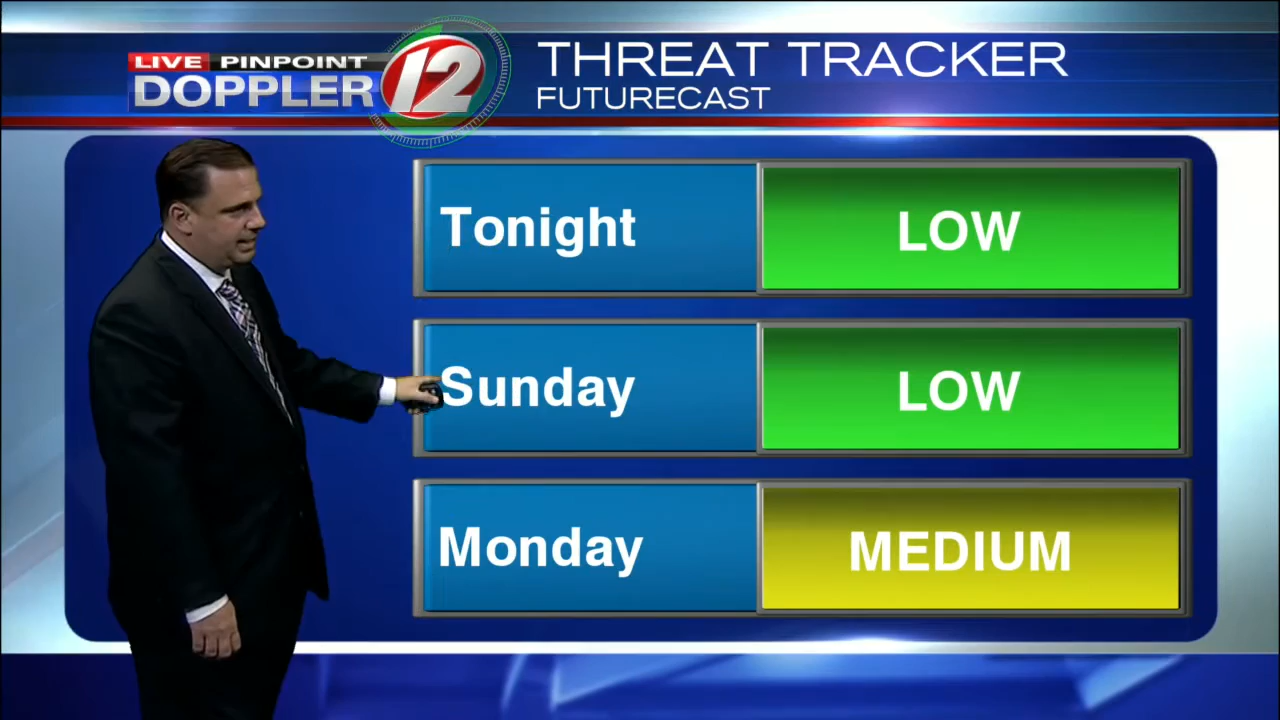 LIVE PINPOINT
DOPPLER 12
THREAT TRACKER
FUTURECAST
Tonight LOW
Sunday LOW
Monday MEDIUM